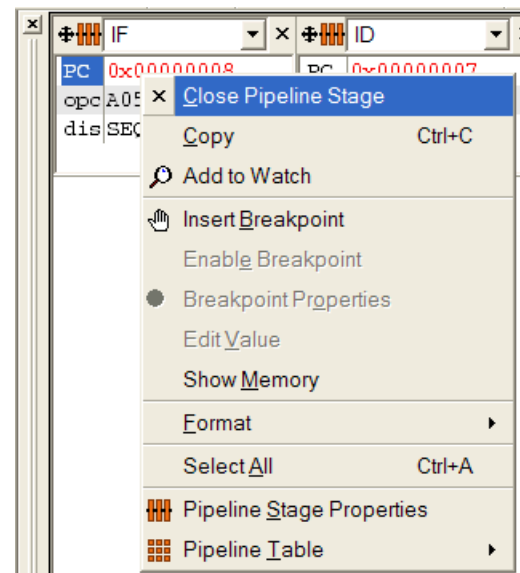 IF ID
PC 0x00000008 PC 0x00000007
opc A05
dis SEQ
Close Pipeline Stage
Copy Ctrl+C
Add to Watch
Insert Breakpoint
Enable Breakpoint
Breakpoint Properties
Edit Value
Show Memory
Format
Select All Ctrl+A
Pipeline Stage Properties
Pipeline Table